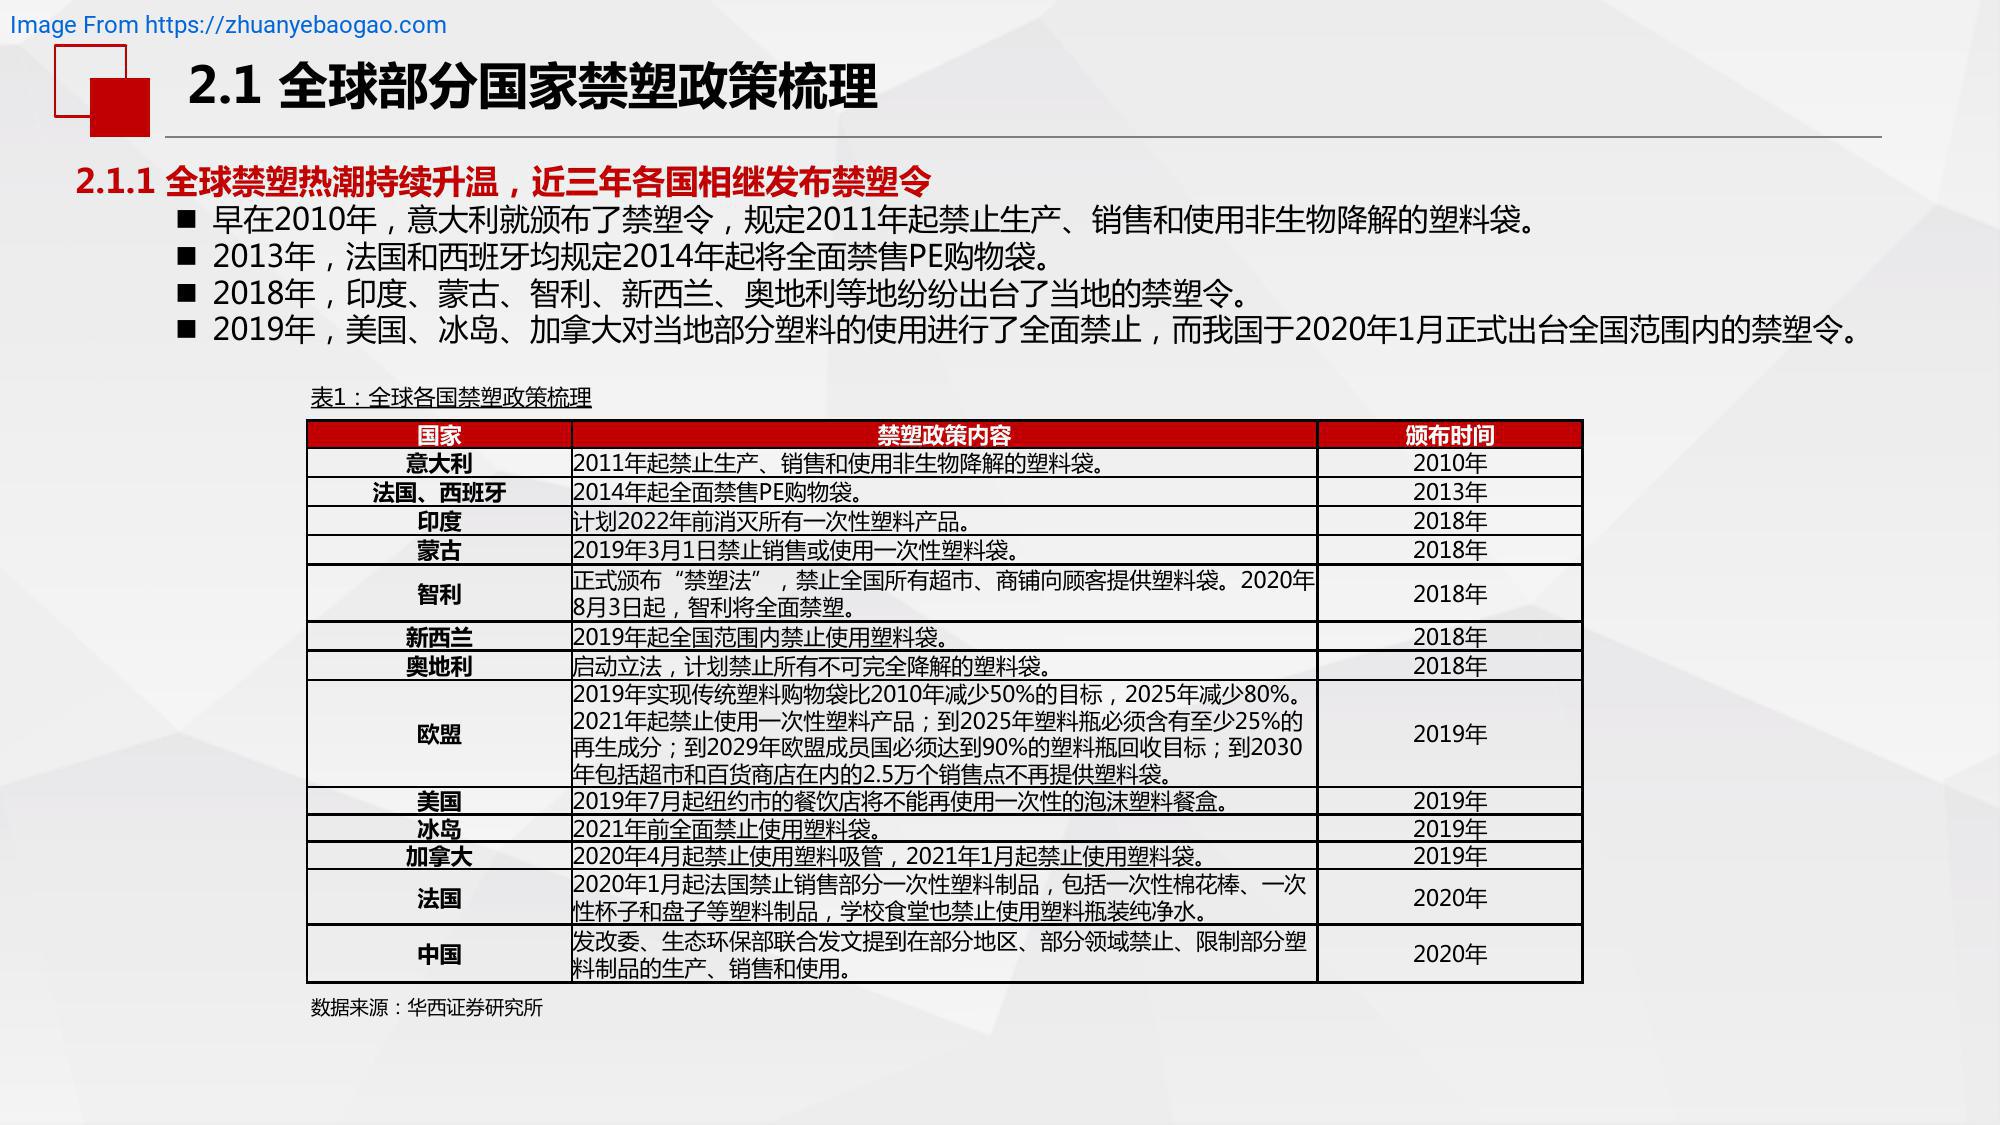 Image From https://zhuanyebaogao.com
2.1 全球部分国家禁塑政策梳理
2.1.1 全球禁塑热潮持续升温，近三年各国相继发布禁塑令
■ 早在2010年，意大利就颁布了禁塑令，规定2011年起禁止生产、销售和使用非生物降解的塑料袋。
■ 2013年，法国和西班牙均规定2014年起将全面禁售PE购物袋。
■ 2018年，印度、蒙古、智利、新西兰、奥地利等地纷纷出台了当地的禁塑令。
■ 2019年，美国、冰岛、加拿大对当地部分塑料的使用进行了全面禁止，而我国于2020年1月正式出台全国范围内的禁塑令。
表1：全球各国禁塑政策梳理
国家 禁塑政策内容 颁布时间
意大利 2011年起禁止生产、销售和使用非生物降解的塑料袋。 2010年
法国、西班牙 2014年起全面禁售PE购物袋。 2013年
印度 计划2022年前消灭所有一次性塑料产品。 2018年
蒙古 2019年3月1日禁止销售或使用一次性塑料袋。 2018年
智利 正式颁布“禁塑法”，禁止全国所有超市、商铺向顾客提供塑料袋。2020年
8月3日起，智利将全面禁塑。 2018年
新西兰 2019年起全国范围内禁止使用塑料袋。 2018年
奥地利 启动立法，计划禁止所有不可完全降解的塑料袋。 2018年
欧盟 2019年实现传统塑料购物袋比2010年减少50%的目标，2025年减少80%。
2021年起禁止使用一次性塑料产品；到2025年塑料瓶必须含有至少25%的
再生成分；到2029年欧盟成员国必须达到90%的塑料瓶回收目标；到2030
年包括超市和百货商店在内的2.5万个销售点不再提供塑料袋。 2019年
美国 2019年7月起纽约市的餐饮店将不能再使用一次性的泡沫塑料餐盒。 2019年
冰岛 2021年前全面禁止使用塑料袋。 2019年
加拿大 2020年4月起禁止使用塑料吸管，2021年1月起禁止使用塑料袋。 2019年
法国 2020年1月起法国禁止销售部分一次性塑料制品，包括一次性棉花棒、一次
性杯子和盘子等塑料制品，学校食堂也禁止使用塑料瓶装纯净水。 2020年
中国 发改委、生态环保部联合发文提到在部分地区、部分领域禁止、限制部分塑
料制品的生产、销售和使用。 2020年
数据来源：华西证券研究所